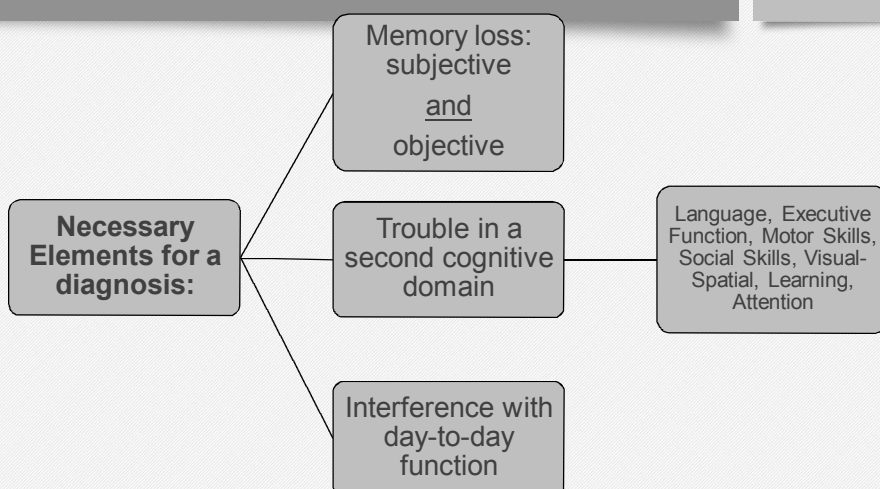 Memory loss:
subjective
and
objective
Necessary
Elements for a
diagnosis:
Trouble in a
second cognitive
domain
Language, Executive
Function, Motor Skills,
Social Skills, Visual-
Spatial, Learning,
Attention
Interference with
day-to-day
function